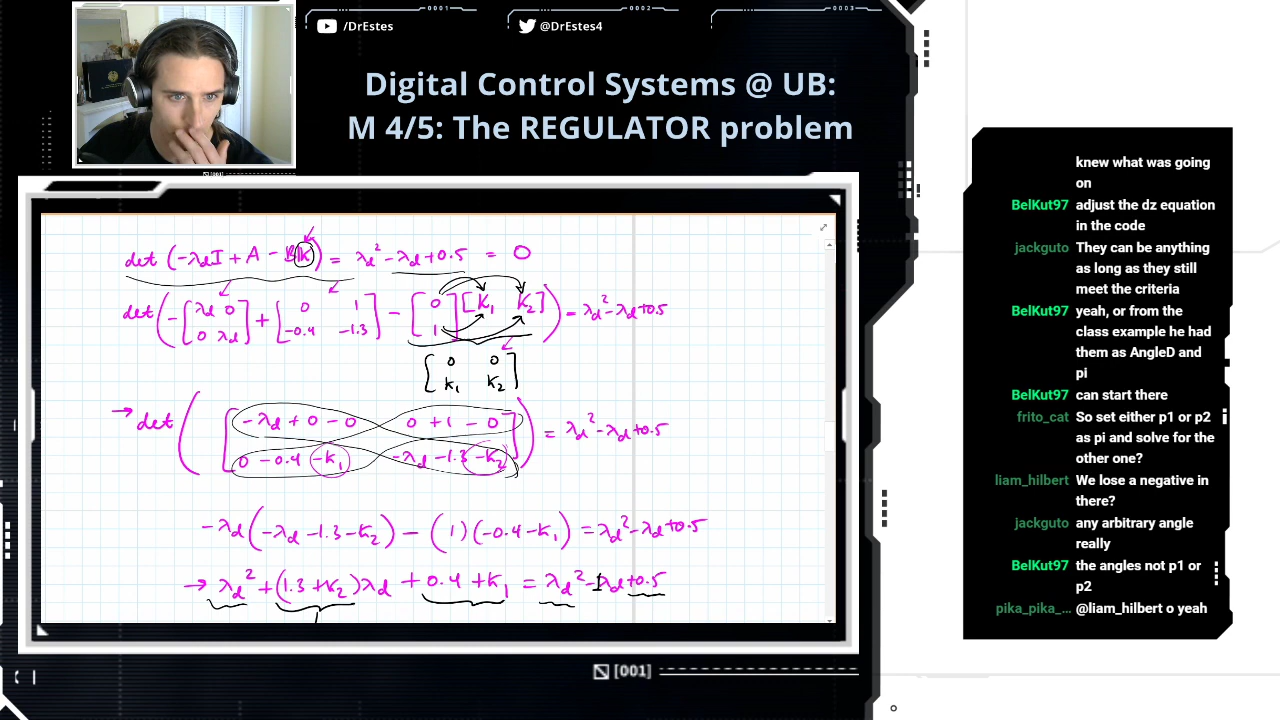 0001
0002
0003
/DrEstes
@DrEstes4
Digital Control Systems @ UB:
M 4/5: The REGULATOR problem
[001]
det (-λd I + A - BK) = λd² - λd + 0.5 = 0
det ( - [λd 0; 0 λd] + [0 1; -0.4 -1.3] - [0; 1] [K₁ K₂] ) = λd² - λd + 0.5
[0 0; K₁ K₂]
→ det ( [-λd + 0 - 0 0 + 1 - 0; 0 - 0.4 - K₁ -λd - 1.3 - K₂] ) = λd² - λd + 0.5
-λd (-λd - 1.3 - K₂) - (1)(-0.4 - K₁) = λd² - λd + 0.5
→ λd² + (1.3 + K₂)λd + 0.4 + K₁ = λd² - 1λd + 0.5
[001]
knew what was going
on
BelKut97 adjust the dz equation
in the code
jackguto They can be anything
as long as they still
meet the criteria
BelKut97 yeah, or from the
class example he had
them as AngleD and
pi
BelKut97 can start there
frito_cat So set either p1 or p2
as pi and solve for the
other one?
liam_hilbert We lose a negative in
there?
jackguto any arbitrary angle
really
BelKut97 the angles not p1 or
p2
pika_pika_... @liam_hilbert o yeah